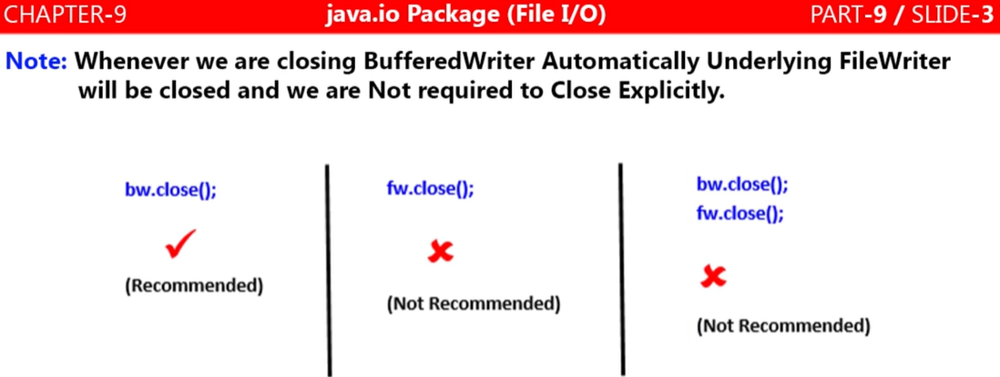 CHAPTER-9
java.io Package (File I/O)
PART-9 / SLIDE-3
Note: Whenever we are closing BufferedWriter Automatically Underlying FileWriter
will be closed and we are Not required to Close Explicitly.
bw.close();
(Recommended)
fw.close();
(Not Recommended)
bw.close();
fw.close();
(Not Recommended)